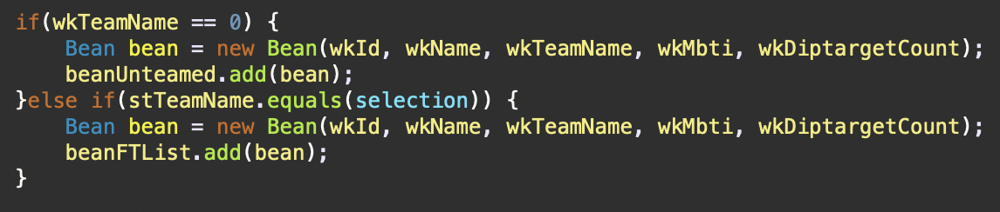 if(wkTeamName == 0) {
    Bean bean = new Bean(wkId, wkName, wkTeamName, wkMbti, wkDiptargetCount);
    beanUnteamed.add(bean);
}else if(stTeamName.equals(selection)) {
    Bean bean = new Bean(wkId, wkName, wkTeamName, wkMbti, wkDiptargetCount);
    beanFTList.add(bean);
}